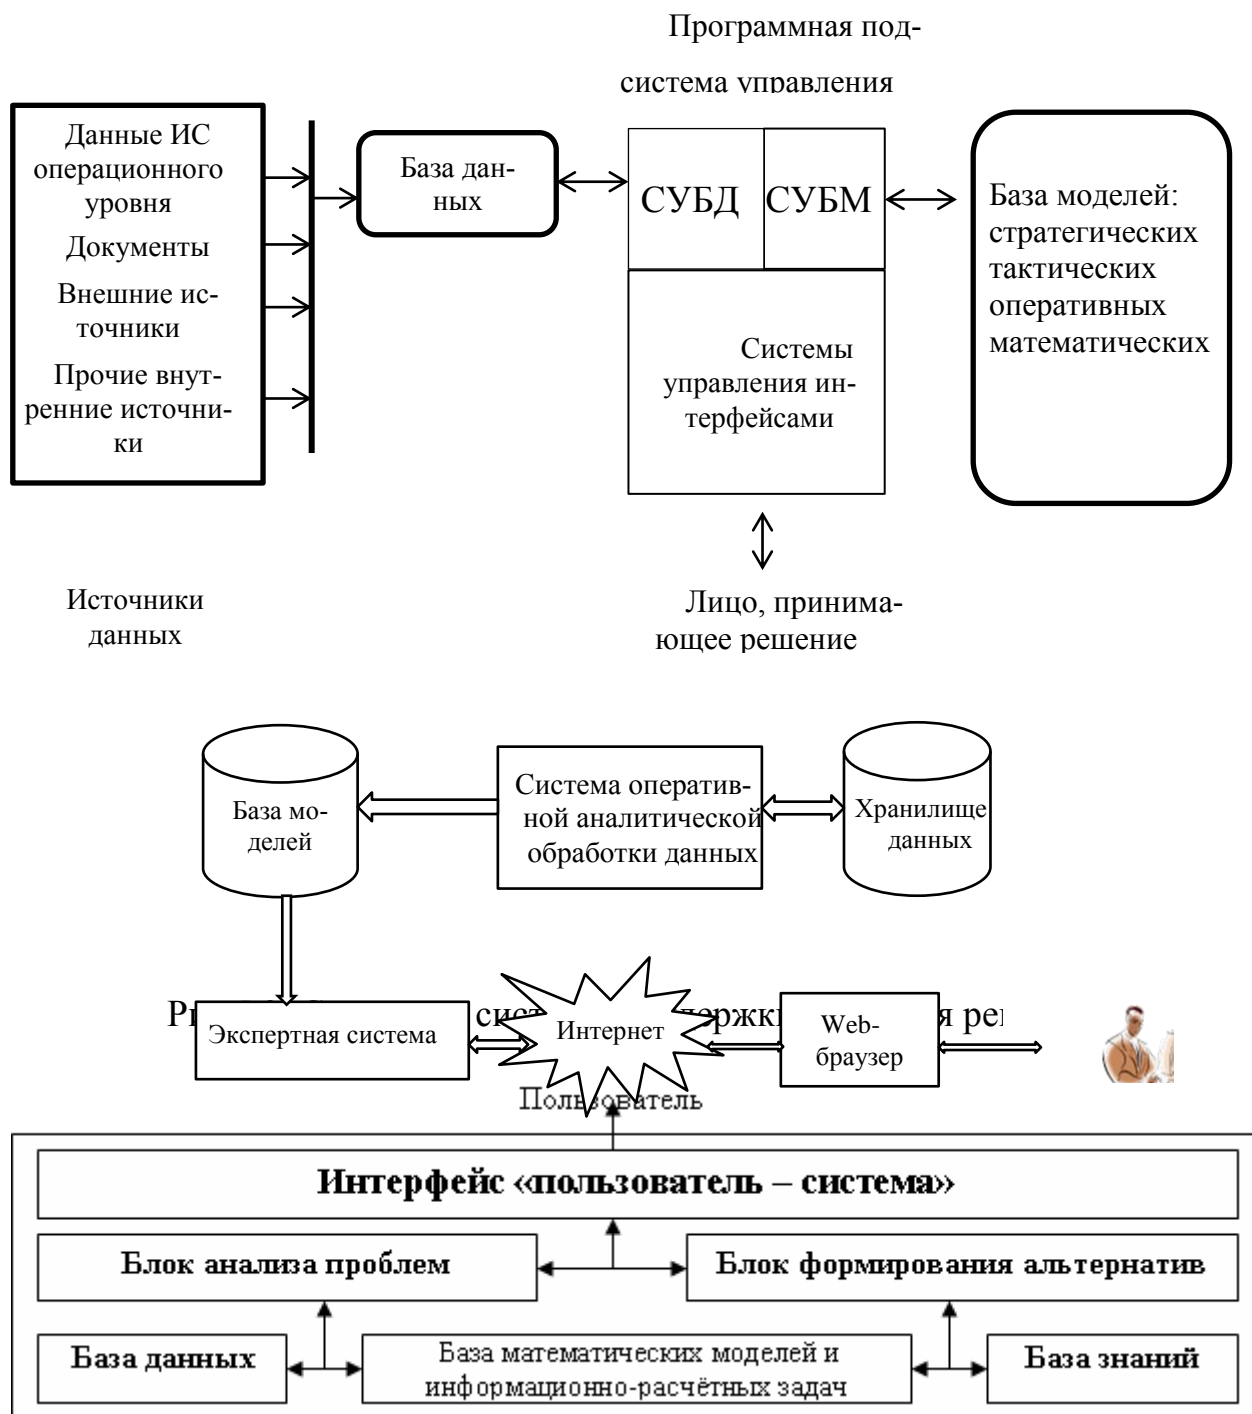 Программная под-
система управления
Данные ИС
операционного
уровня
Документы
Внешние ис-
точники
Прочие внут-
ренние источни-
ки
База дан-
ных
СУБД
СУБМ
База моделей:
стратегических
тактических
оперативных
математических
Системы
управления ин-
терфейсами
Источники
данных
Лицо, принима-
ющее решение
База мо-
делей
Система оператив-
ной аналитической
обработки данных
Хранилище
данных
Экспертная система
Интернет
Web-
браузер
Пользователь
Интерфейс «пользователь – система»
Блок анализа проблем
Блок формирования альтернатив
База данных
База математических моделей и
информационно-расчётных задач
База знаний